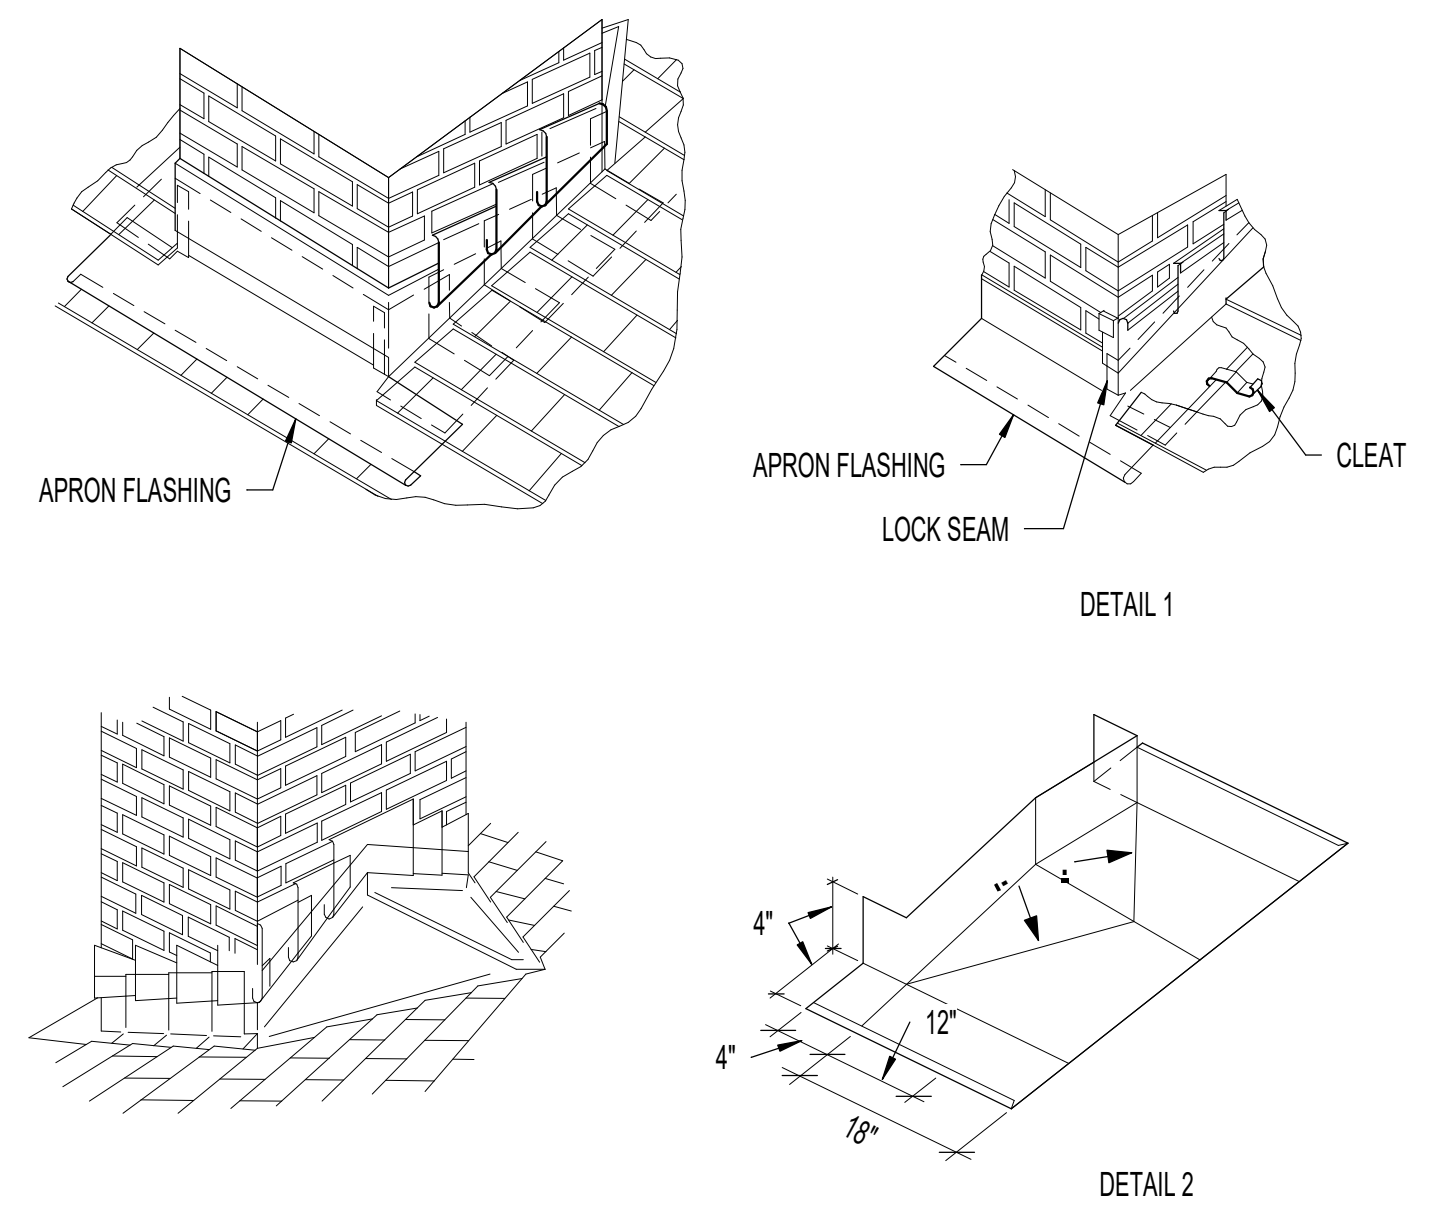 APRON FLASHING
APRON FLASHING
CLEAT
LOCK SEAM
DETAIL 1
4"
12"
4"
18"
DETAIL 2